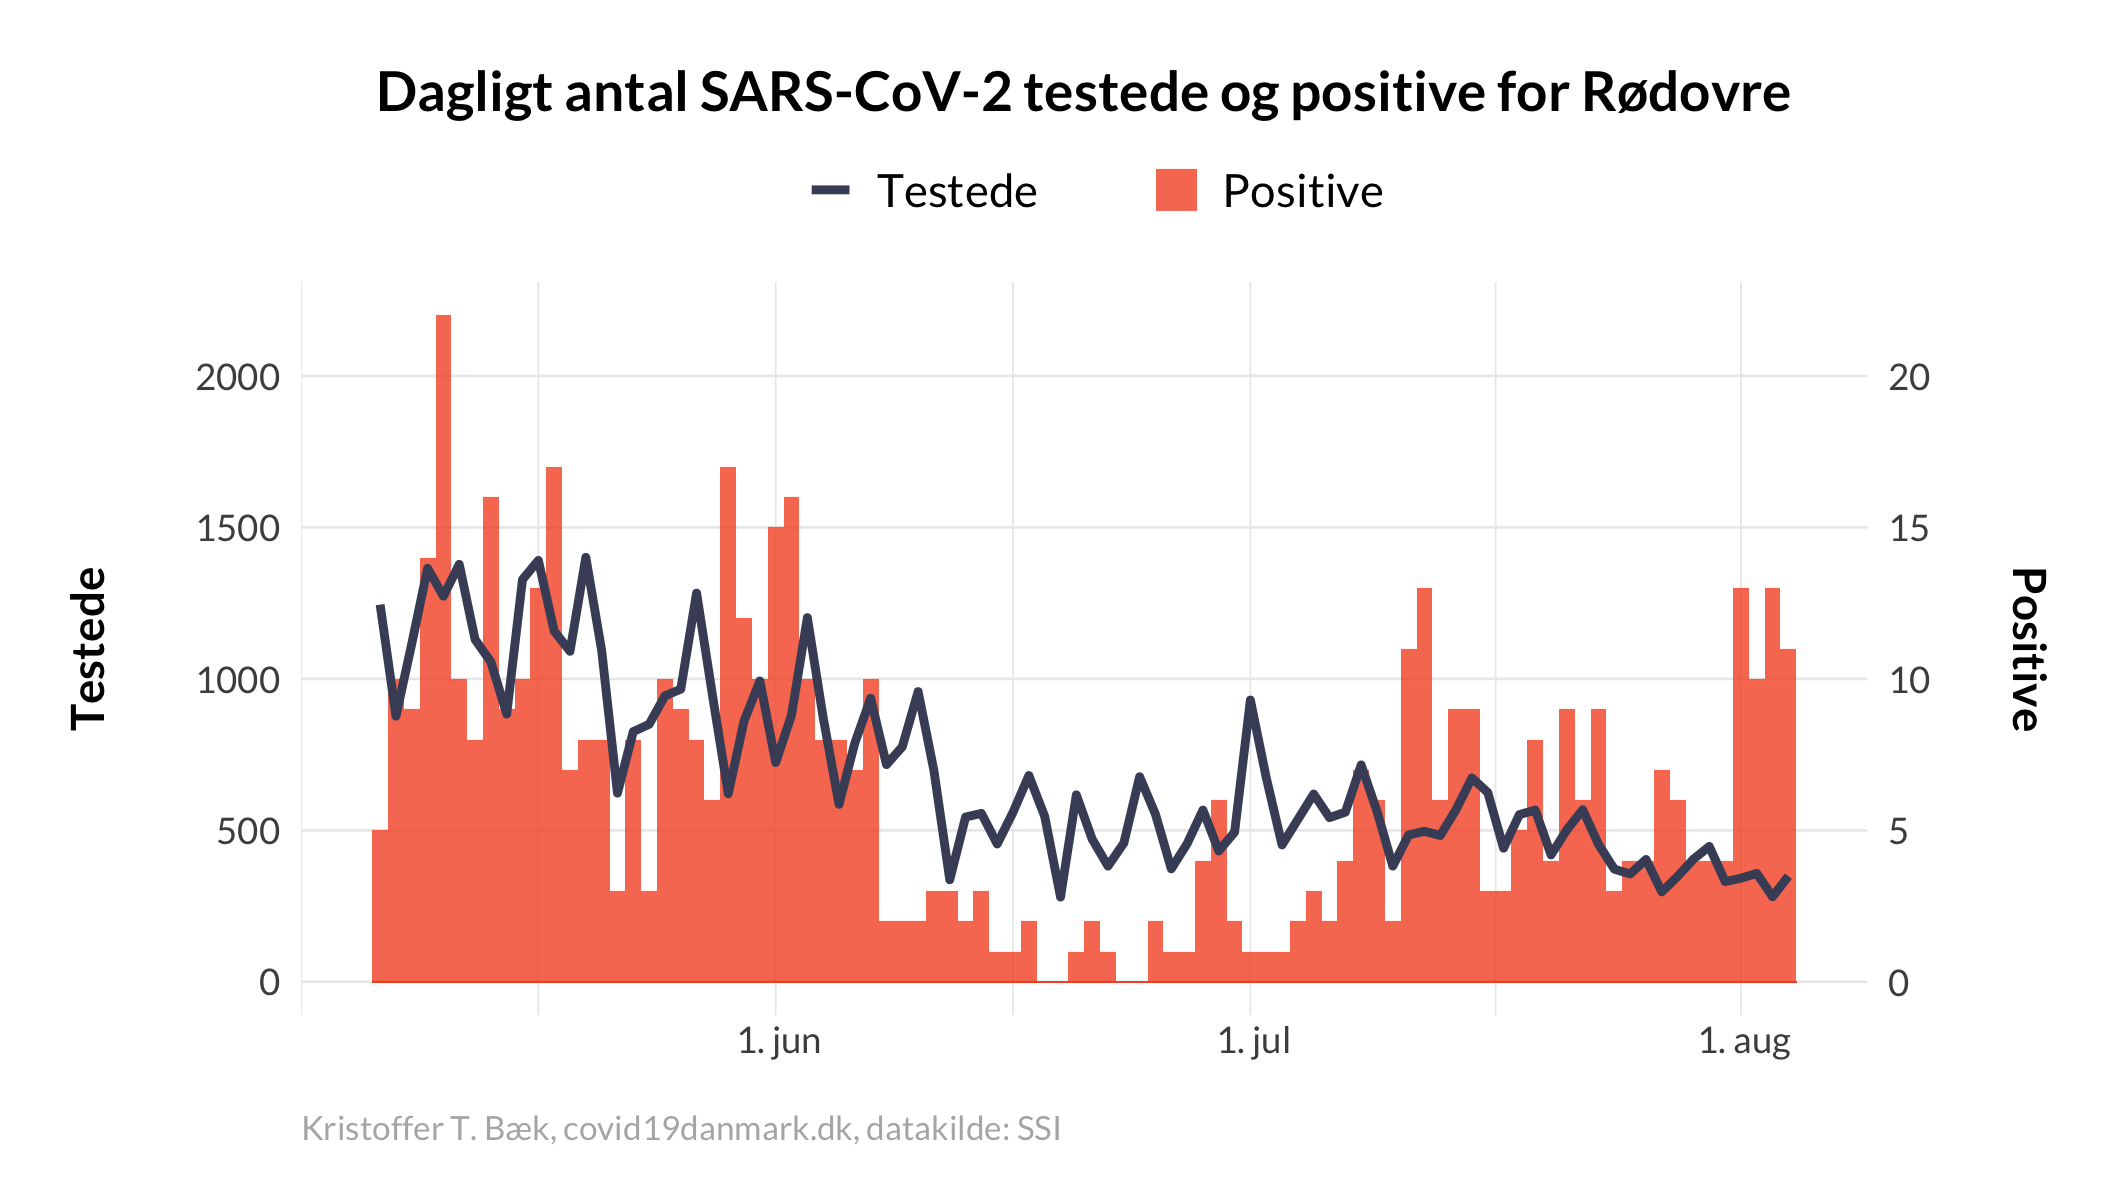 Dagligt antal SARS-CoV-2 testede og positive for Rødovre
Testede Positive
2000 20
1500 15
1000 10
500 5
0 0
Testede
Positive
1. jun 1. jul 1. aug
Kristoffer T. Bæk, covid19danmark.dk, datakilde: SSI